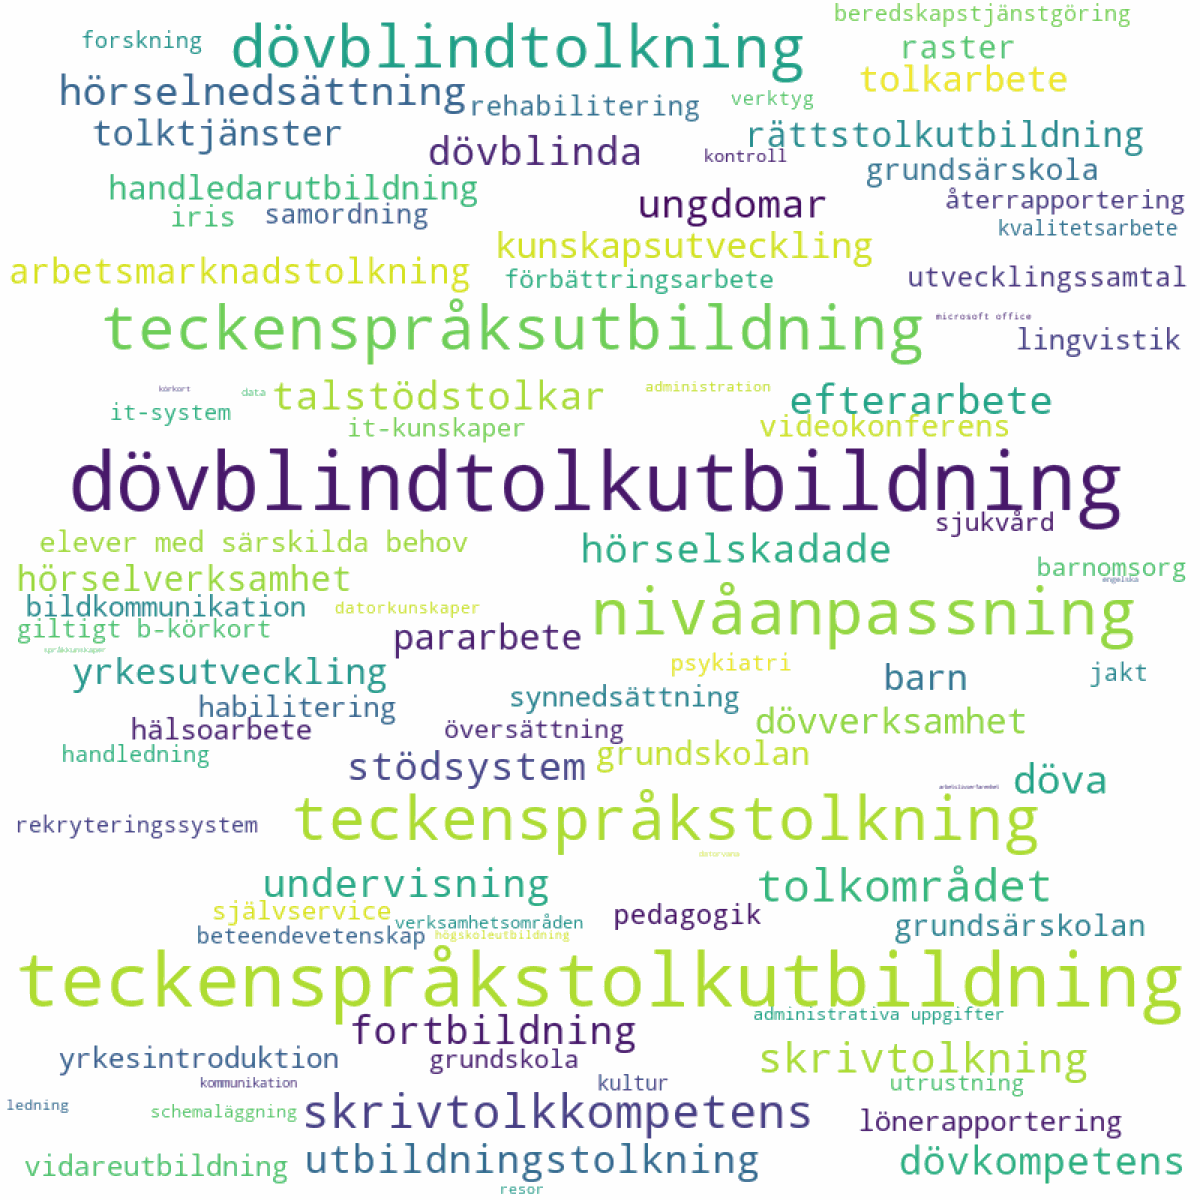 beredskapstjänstgöring
forskning
dövblindtolkning
raster
tolkarbete
hörselnedsättning
rehabilitering
verktyg
tolktjänster
rättstolkutbildning
dövblinda
kontroll
grundsärskola
handledarutbildning
ungdomar
återrapportering
iris
samordning
kvalitetsarbete
kunskapsutveckling
arbetsmarknadstolkning
förbättringsarbete
utvecklingssamtal
teckenspråksutbildning
microsoft office
lingvistik
körkort
data
talstödstolkar
administration
efterarbete
it-system
it-kunskaper
videokonferens
dövblindtolkutbildning
sjukvård
elever med särskilda behov
hörselskadade
barnomsorg
hörselverksamhet
engelska
bildkommunikation
datorkunskaper
nivåanpassning
giltigt b-körkort
pararbete
språkkunskaper
yrkesutveckling
psykiatri
barn
jakt
synnedsättning
habilitering
dövverksamhet
hälsoarbete
översättning
handledning
grundskolan
stödsystem
döva
arbetslivserfarenhet
rekryteringssystem
teckenspråkstolkning
datorvana
undervisning
tolkområdet
självservice
verksamhetsområden
pedagogik
grundsärskolan
beteendevetenskap
högskoleutbildning
teckenspråkstolkutbildning
administrativa uppgifter
fortbildning
yrkesintroduktion
grundskola
skrivtolkning
kommunikation
kultur
utrustning
ledning
schemaläggning
skrivtolkkompetens
lönerapportering
vidareutbildning
utbildningstolkning
dövkompetens
resor